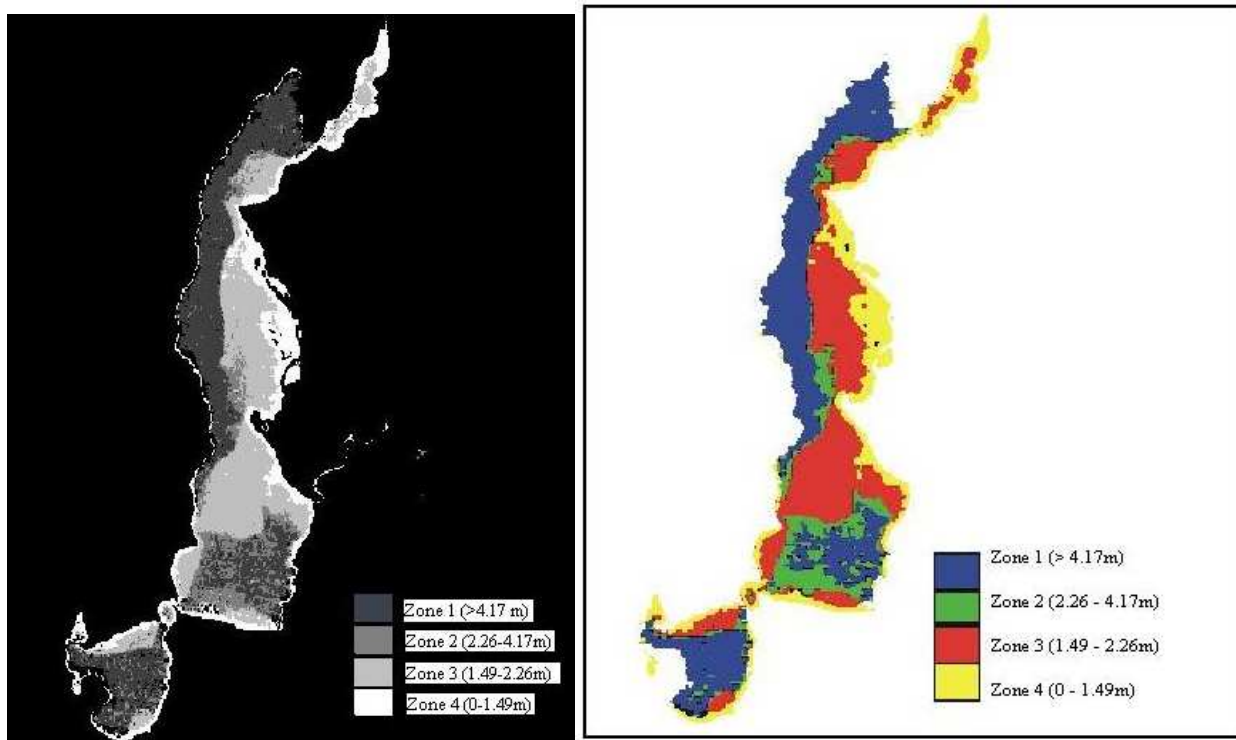 Zone 1 (>4.17 m)
Zone 2 (2.26-4.17m)
Zone 3 (1.49-2.26m)
Zone 4 (0-1.49m)
Zone 1 (> 4.17m)
Zone 2 (2.26 - 4.17m)
Zone 3 (1.49 - 2.26m)
Zone 4 (0 - 1.49m)